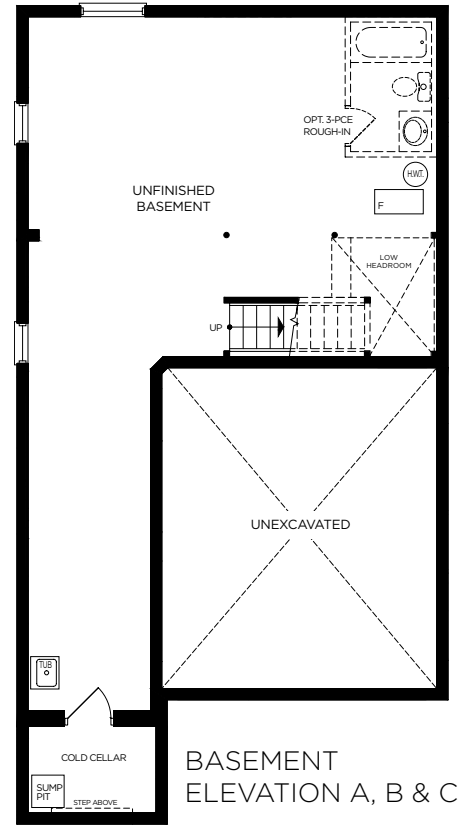 OPT. 3-PCE
ROUGH-IN
H.W.T.
UNFINISHED
BASEMENT
F
LOW
HEADROOM
UP
UNEXCAVATED
TUB
COLD CELLAR
SUMP
PIT
STEP ABOVE
BASEMENT
ELEVATION A, B & C